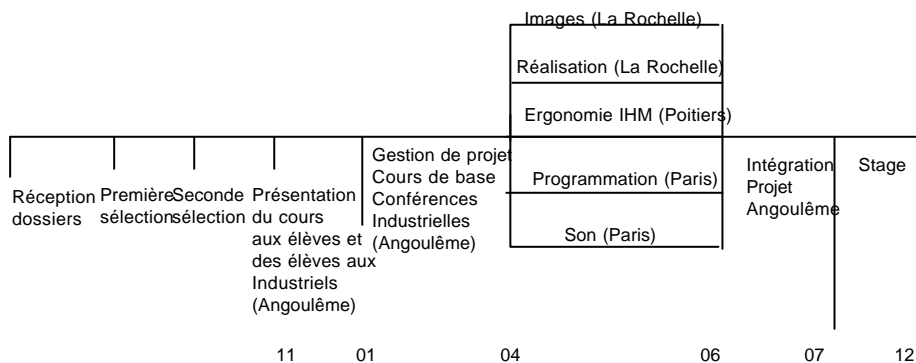 Images (La Rochelle)
Réalisation (La Rochelle)
Ergonomie IHM (Poitiers)
Programmation (Paris)
Son (Paris)
Réception
dossiers
Première
sélection
Seconde
sélection
Présentation
du cours
aux élèves et
des élèves aux
Industriels
(Angoulême)
Gestion de projet
Cours de base
Conférences
Industrielles
(Angoulême)
Intégration
Projet
Angoulême
Stage
11 01 04 06 07 12